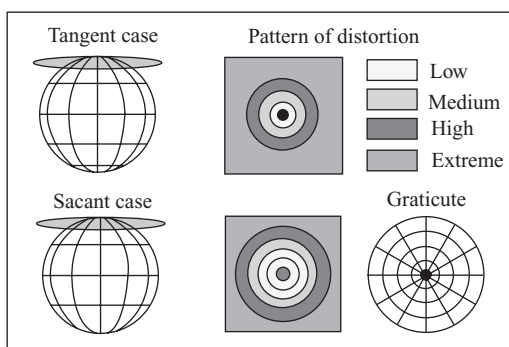 Tangent case
Pattern of distortion
Low
Medium
High
Extreme
Sacant case
Graticute